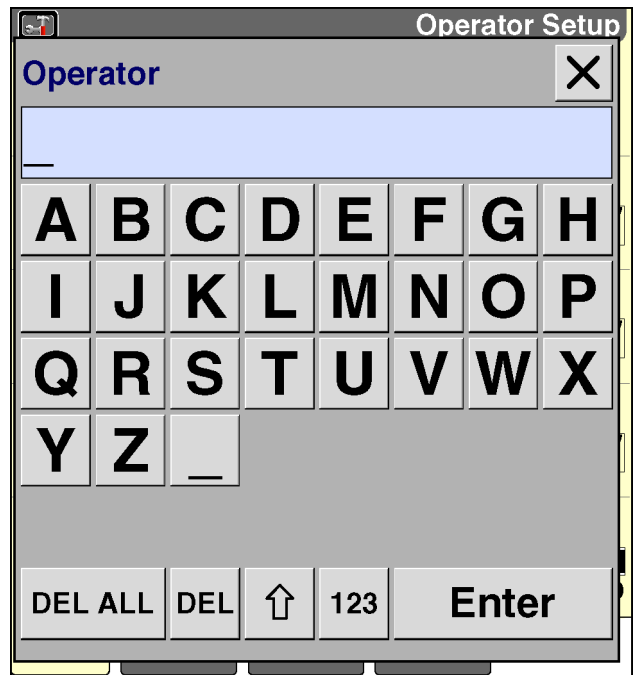 Operator Setup
Operator
_
A B C D E F G H
I J K L M N O P
Q R S T U V W X
Y Z _
DEL ALL DEL 123 Enter